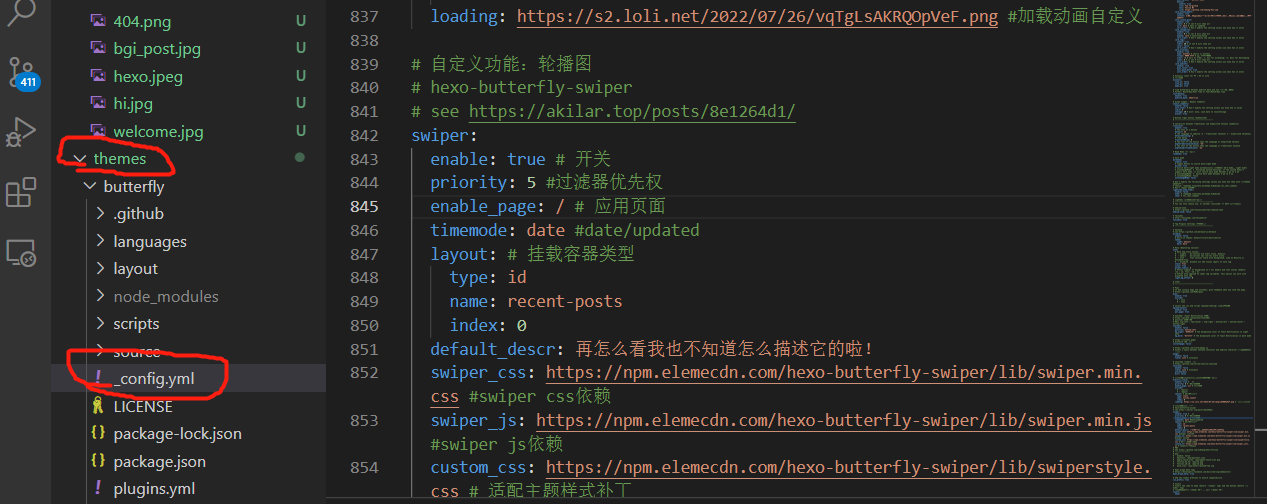 404.png U
bgi_post.jpg U
hexo.jpeg U
hi.jpg U
welcome.jpg U
themes
butterfly
.github
languages
layout
node_modules
scripts
source
! _config.yml
LICENSE
{} package-lock.json
{} package.json
! plugins.yml
411
837 loading: https://s2.loli.net/2022/07/26/vqTgLsAKRQOpVeF.png #加载动画自定义
838
839 # 自定义功能：轮播图
840 # hexo-butterfly-swiper
841 # see https://akilar.top/posts/8e1264d1/
842 swiper:
843 enable: true # 开关
844 priority: 5 #过滤器优先权
845 enable_page: / # 应用页面
846 timemode: date #date/updated
847 layout: # 挂载容器类型
848 type: id
849 name: recent-posts
850 index: 0
851 default_descr: 再怎么看我也不知道怎么描述它的啦！
852 swiper_css: https://npm.elemecdn.com/hexo-butterfly-swiper/lib/swiper.min.
css #swiper css依赖
853 swiper_js: https://npm.elemecdn.com/hexo-butterfly-swiper/lib/swiper.min.js
#swiper js依赖
854 custom_css: https://npm.elemecdn.com/hexo-butterfly-swiper/lib/swiperstyle.
css # 适配主题样式补丁